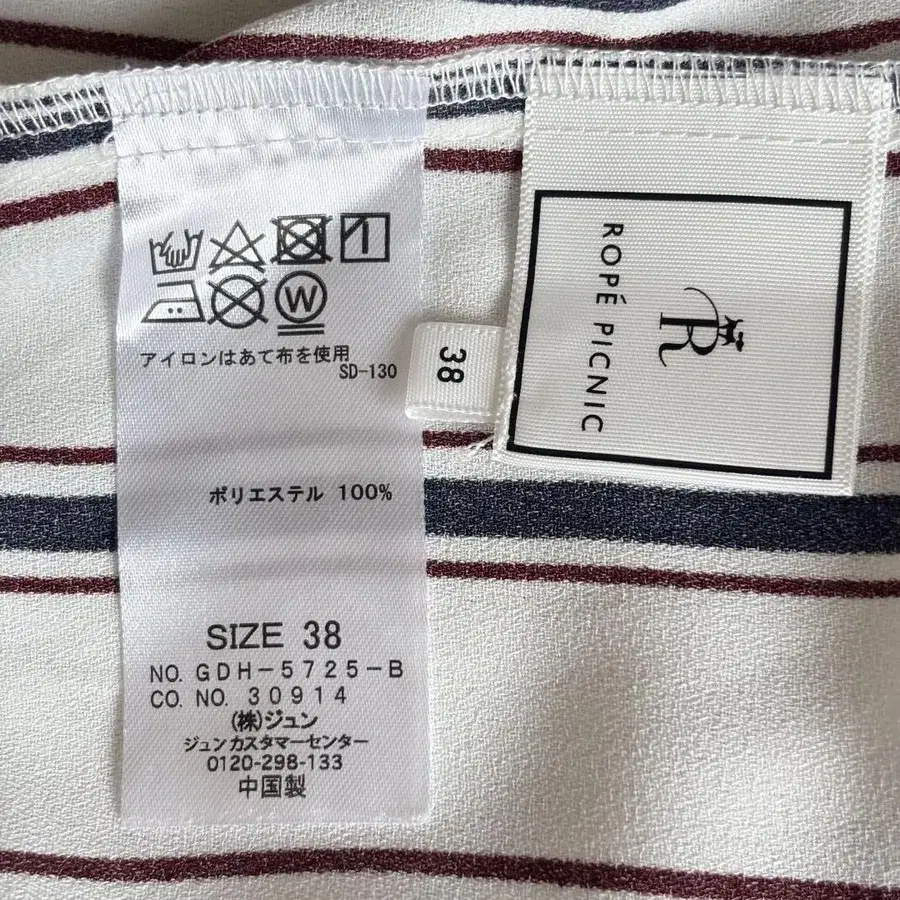 W
アイロンはあて布を使用
SD-130
ポリエステル 100%
SIZE 38
NO. GDH-5725-B
CO. NO. 30914
(株)ジュン
ジュンカスタマーセンター
0120-298-133
中国製
38
R
ROPÉ PICNIC